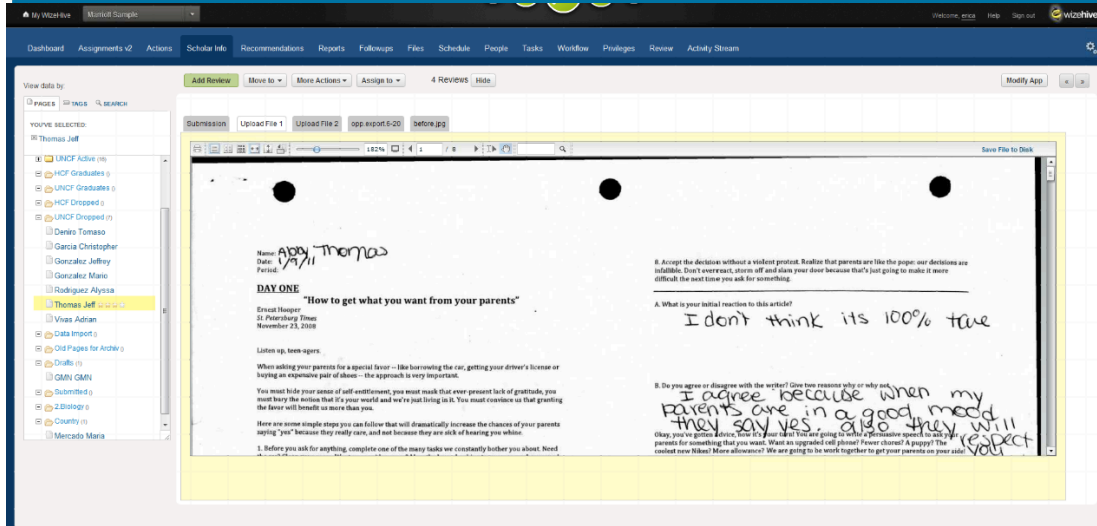 My WizeHive
Martell Sample
Welcome, erica Help Sign out
wizehive
Dashboard Assignments v2 Actions Scholar Info Recommendations Reports Followups Files Schedule People Tasks Workflow Privileges Review Activity Stream
View data by
PAGES TAGS SEARCH
YOU'VE SELECTED:
Thomas Jeff
UNCF Active (16)
HCF Graduates ()
UNCF Graduates ()
HCF Dropped ()
UNCF Dropped (7)
Deniro Tomaso
Garcia Christopher
Gonzalez Jeffrey
Gonzalez Mario
Rodriguez Alyssa
Thomas Jeff
Vivas Adrian
Data Import ()
Old Pages for Archiv ()
Drafts (1)
GMN GMN
Submitted ()
2.Biology ()
Country (1)
Mercado Maria
Add Review Move to More Actions Assign to 4 Reviews Hide Modify App « »
Submission Upload File 1 Upload File 2 opp.export.6-20 before.jpg
182% 1 / 8 Save File to Disk
Name: Abby Thomas
Date: 1/9/11
Period:
DAY ONE
"How to get what you want from your parents"
Ernest Hooper
St. Petersburg Times
November 23, 2008
Listen up, teen-agers.
When asking your parents for a special favor -- like borrowing the car, getting your driver's license or
buying an expensive pair of shoes -- the approach is very important.
You must hide your sense of self-entitlement, you must mask that ever-present lack of gratitude, you
must bury the notion that it's your world and we're just living in it. You must convince us that granting
the favor will benefit us more than you.
Here are some simple steps you can follow that will dramatically increase the chances of your parents
saying "yes" because they really care, and not because they are sick of hearing you whine.
1. Before you ask for anything, complete one of the many tasks we constantly bother you about. Need
8. Accept the decision without a violent protest. Realize that parents are like the pope: our decisions are
infallible. Don't overreact, storm off and slam your door because that's just going to make it more
difficult the next time you ask for something.
A. What is your initial reaction to this article?
I don't think its 100% true
B. Do you agree or disagree with the writer? Give two reasons why or why not.
I agree because when my
parents are in a good mood
they say yes. also they will
respect
you
Okay, you've gotten advice, now it's your turn! You are going to write a persuasive speech to ask your
parents for something that you want. Want an upgraded cell phone? Fewer chores? A puppy? The
coolest new Nikes? More allowance? We are going to be work together to get your parents on your side!